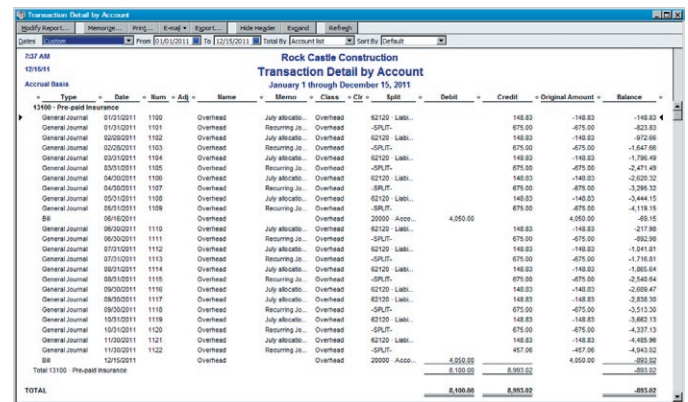 Transaction Detail by Account
Modify Report... Memorize... Print... E-mail Export... Hide Header Expand Refresh
Dates Custom From 01/01/2011 To 12/15/2011 Total By Account list Sort By Default
7:37 AM Rock Castle Construction
12/15/11 Transaction Detail by Account
Accrual Basis January 1 through December 15, 2011
Type Date Num Adj Name Memo Class Clr Split Debit Credit Original Amount Balance
13100 · Pre-paid Insurance
General Journal 01/31/2011 1100 Overhead July allocatio... Overhead 62120 · Liabi... 148.83 -148.83 -148.83
General Journal 01/31/2011 1101 Overhead Recurring Jo... Overhead -SPLIT- 675.00 -675.00 -823.83
General Journal 02/28/2011 1102 Overhead July allocatio... Overhead 62120 · Liabi... 148.83 -148.83 -972.66
General Journal 02/28/2011 1103 Overhead Recurring Jo... Overhead -SPLIT- 675.00 -675.00 -1,647.66
General Journal 03/31/2011 1104 Overhead July allocatio... Overhead 62120 · Liabi... 148.83 -148.83 -1,796.49
General Journal 03/31/2011 1105 Overhead Recurring Jo... Overhead -SPLIT- 675.00 -675.00 -2,471.49
General Journal 04/30/2011 1106 Overhead July allocatio... Overhead 62120 · Liabi... 148.83 -148.83 -2,620.32
General Journal 04/30/2011 1107 Overhead Recurring Jo... Overhead -SPLIT- 675.00 -675.00 -3,295.32
General Journal 05/31/2011 1108 Overhead July allocatio... Overhead 62120 · Liabi... 148.83 -148.83 -3,444.15
General Journal 05/31/2011 1109 Overhead Recurring Jo... Overhead -SPLIT- 675.00 -675.00 -4,119.15
Bill 06/16/2011 Overhead Overhead 20000 · Acco... 4,050.00 4,050.00 -69.15
General Journal 06/30/2011 1110 Overhead July allocatio... Overhead 62120 · Liabi... 148.83 -148.83 -217.98
General Journal 06/30/2011 1111 Overhead Recurring Jo... Overhead -SPLIT- 675.00 -675.00 -892.98
General Journal 07/31/2011 1112 Overhead July allocatio... Overhead 62120 · Liabi... 148.83 -148.83 -1,041.81
General Journal 07/31/2011 1113 Overhead Recurring Jo... Overhead -SPLIT- 675.00 -675.00 -1,716.81
General Journal 08/21/2011 1114 Overhead July allocatio... Overhead 62120 · Liabi... 148.83 -148.83 -1,865.64
General Journal 08/31/2011 1115 Overhead Recurring Jo... Overhead -SPLIT- 675.00 -675.00 -2,540.64
General Journal 09/30/2011 1116 Overhead July allocatio... Overhead 62120 · Liabi... 148.83 -148.83 -2,689.47
General Journal 09/30/2011 1117 Overhead July allocatio... Overhead 62120 · Liabi... 148.83 -148.83 -2,838.30
General Journal 09/30/2011 1118 Overhead Recurring Jo... Overhead -SPLIT- 675.00 -675.00 -3,513.30
General Journal 10/31/2011 1119 Overhead July allocatio... Overhead 62120 · Liabi... 148.83 -148.83 -3,662.13
General Journal 10/31/2011 1120 Overhead Recurring Jo... Overhead -SPLIT- 675.00 -675.00 -4,337.13
General Journal 11/30/2011 1121 Overhead July allocatio... Overhead 62120 · Liabi... 148.83 -148.83 -4,485.96
General Journal 11/30/2011 1122 Overhead Recurring Jo... Overhead -SPLIT- 457.06 -457.06 -4,943.02
Bill 12/15/2011 Overhead Overhead 20000 · Acco... 4,050.00 4,050.00 -893.02
Total 13100 · Pre-paid Insurance 8,100.00 8,993.02 -893.02
TOTAL 8,100.00 8,993.02 -893.02